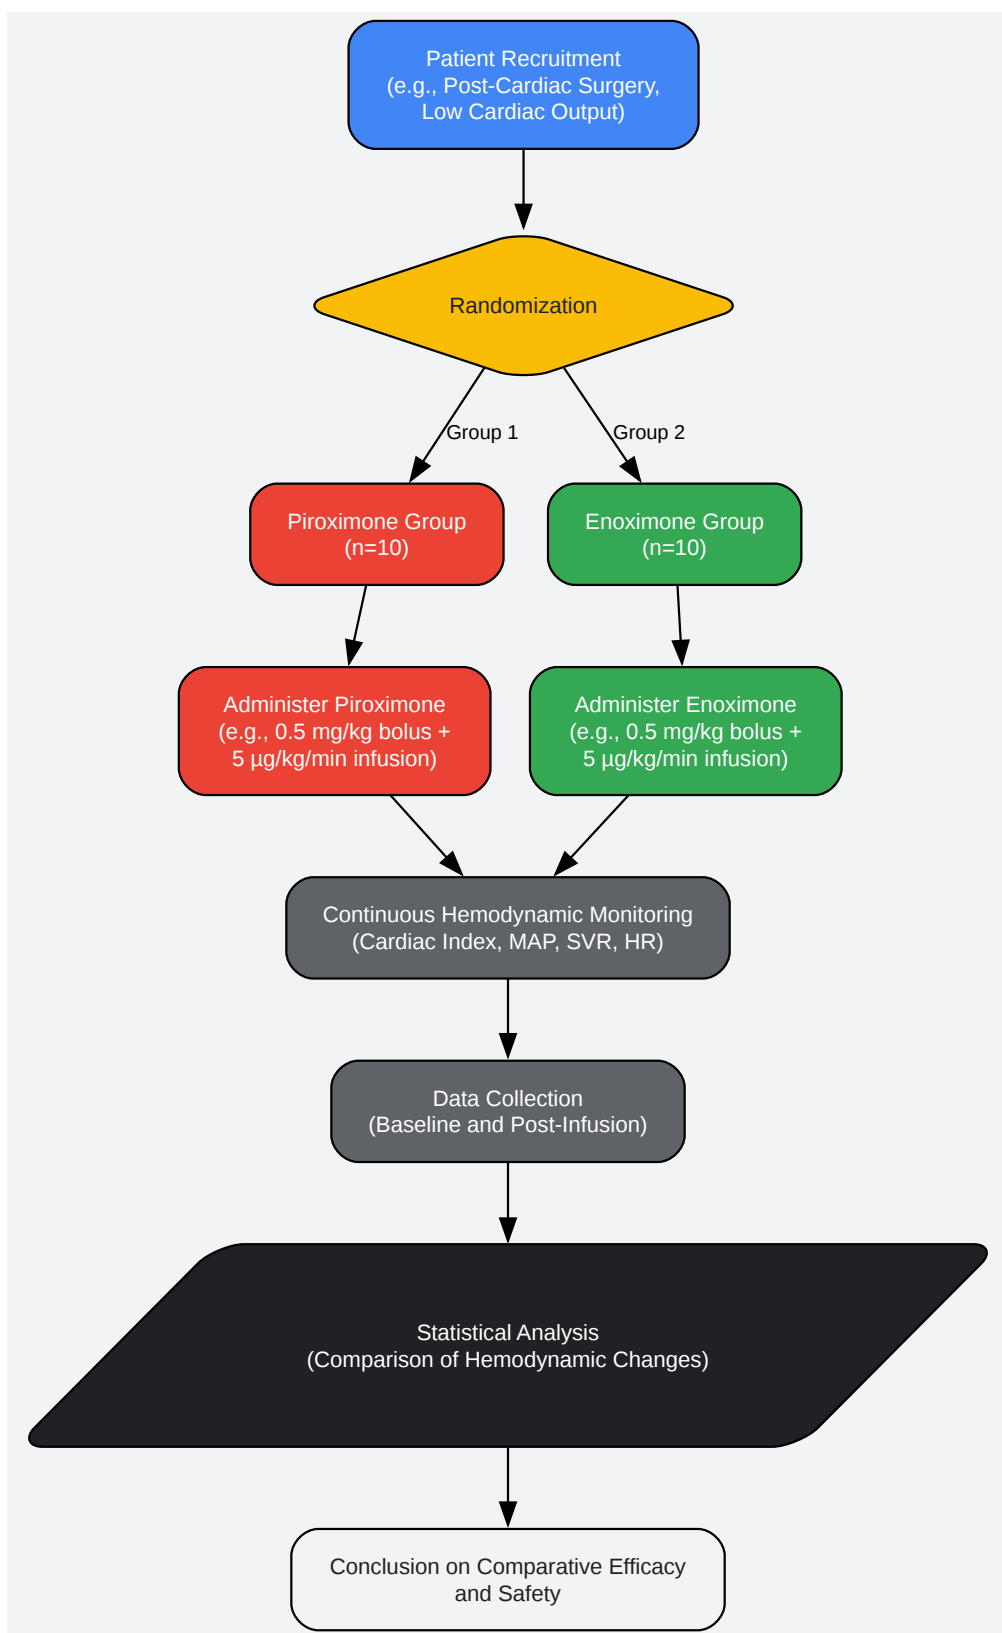 Patient Recruitment
(e.g., Post-Cardiac Surgery,
Low Cardiac Output)
Randomization
Group 1
Group 2
Piroximone Group
(n=10)
Enoximone Group
(n=10)
Administer Piroximone
(e.g., 0.5 mg/kg bolus +
5 µg/kg/min infusion)
Administer Enoximone
(e.g., 0.5 mg/kg bolus +
5 µg/kg/min infusion)
Continuous Hemodynamic Monitoring
(Cardiac Index, MAP, SVR, HR)
Data Collection
(Baseline and Post-Infusion)
Statistical Analysis
(Comparison of Hemodynamic Changes)
Conclusion on Comparative Efficacy
and Safety